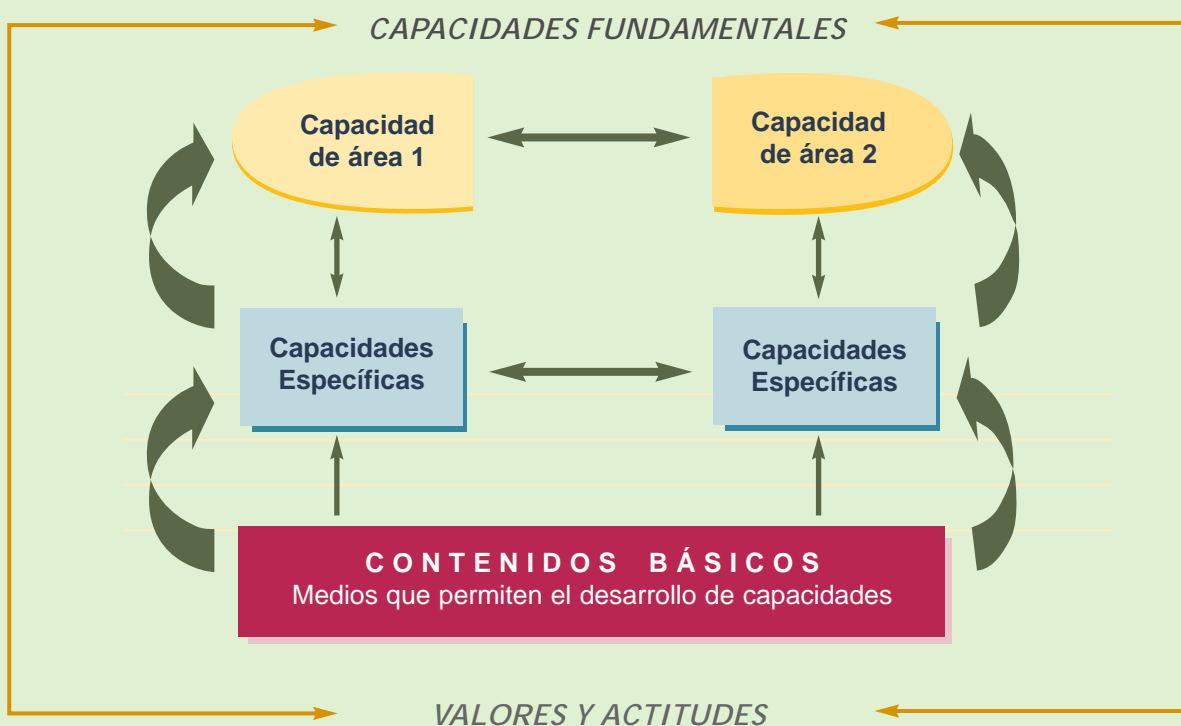 CAPACIDADES FUNDAMENTALES
Capacidad
de área 1
Capacidad
de área 2
Capacidades
Específicas
Capacidades
Específicas
CONTENIDOS BÁSICOS
Medios que permiten el desarrollo de capacidades
VALORES Y ACTITUDES